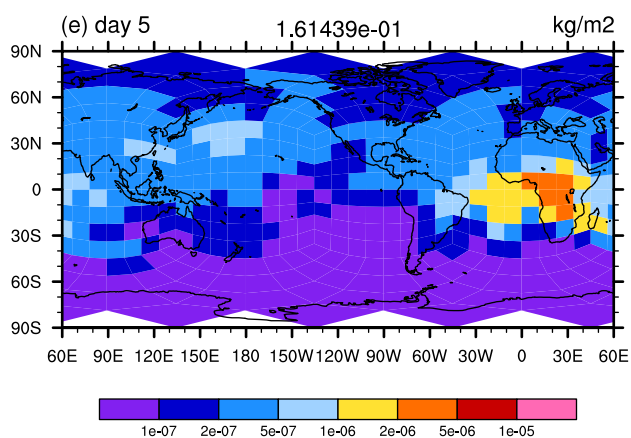 (e) day 5 1.61439e-01 kg/m2
90N
60N
30N
0
30S
60S
90S
60E 90E 120E 150E 180 150W 120W 90W 60W 30W 0 30E 60E
1e-07 2e-07 5e-07 1e-06 2e-06 5e-06 1e-05